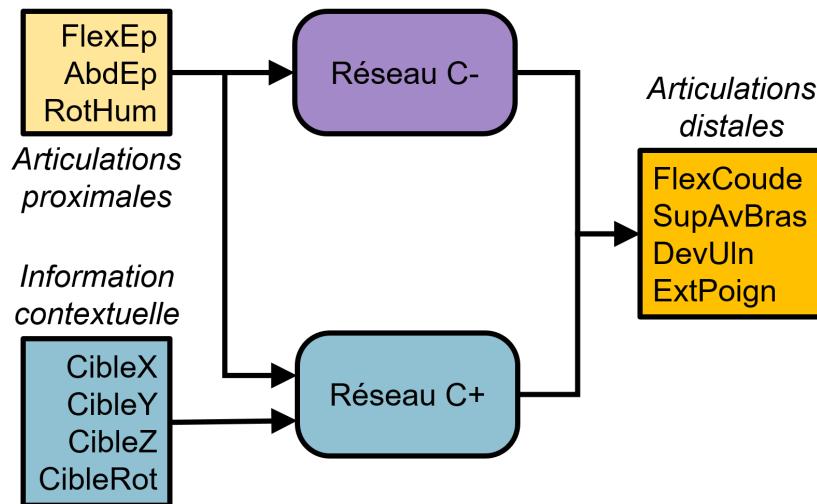 FlexEp
AbdEp
RotHum
Articulations
proximales
Information
contextuelle
CibleX
CibleY
CibleZ
CibleRot
Réseau C-
Réseau C+
Articulations
distales
FlexCoude
SupAvBras
DevUln
ExtPoign